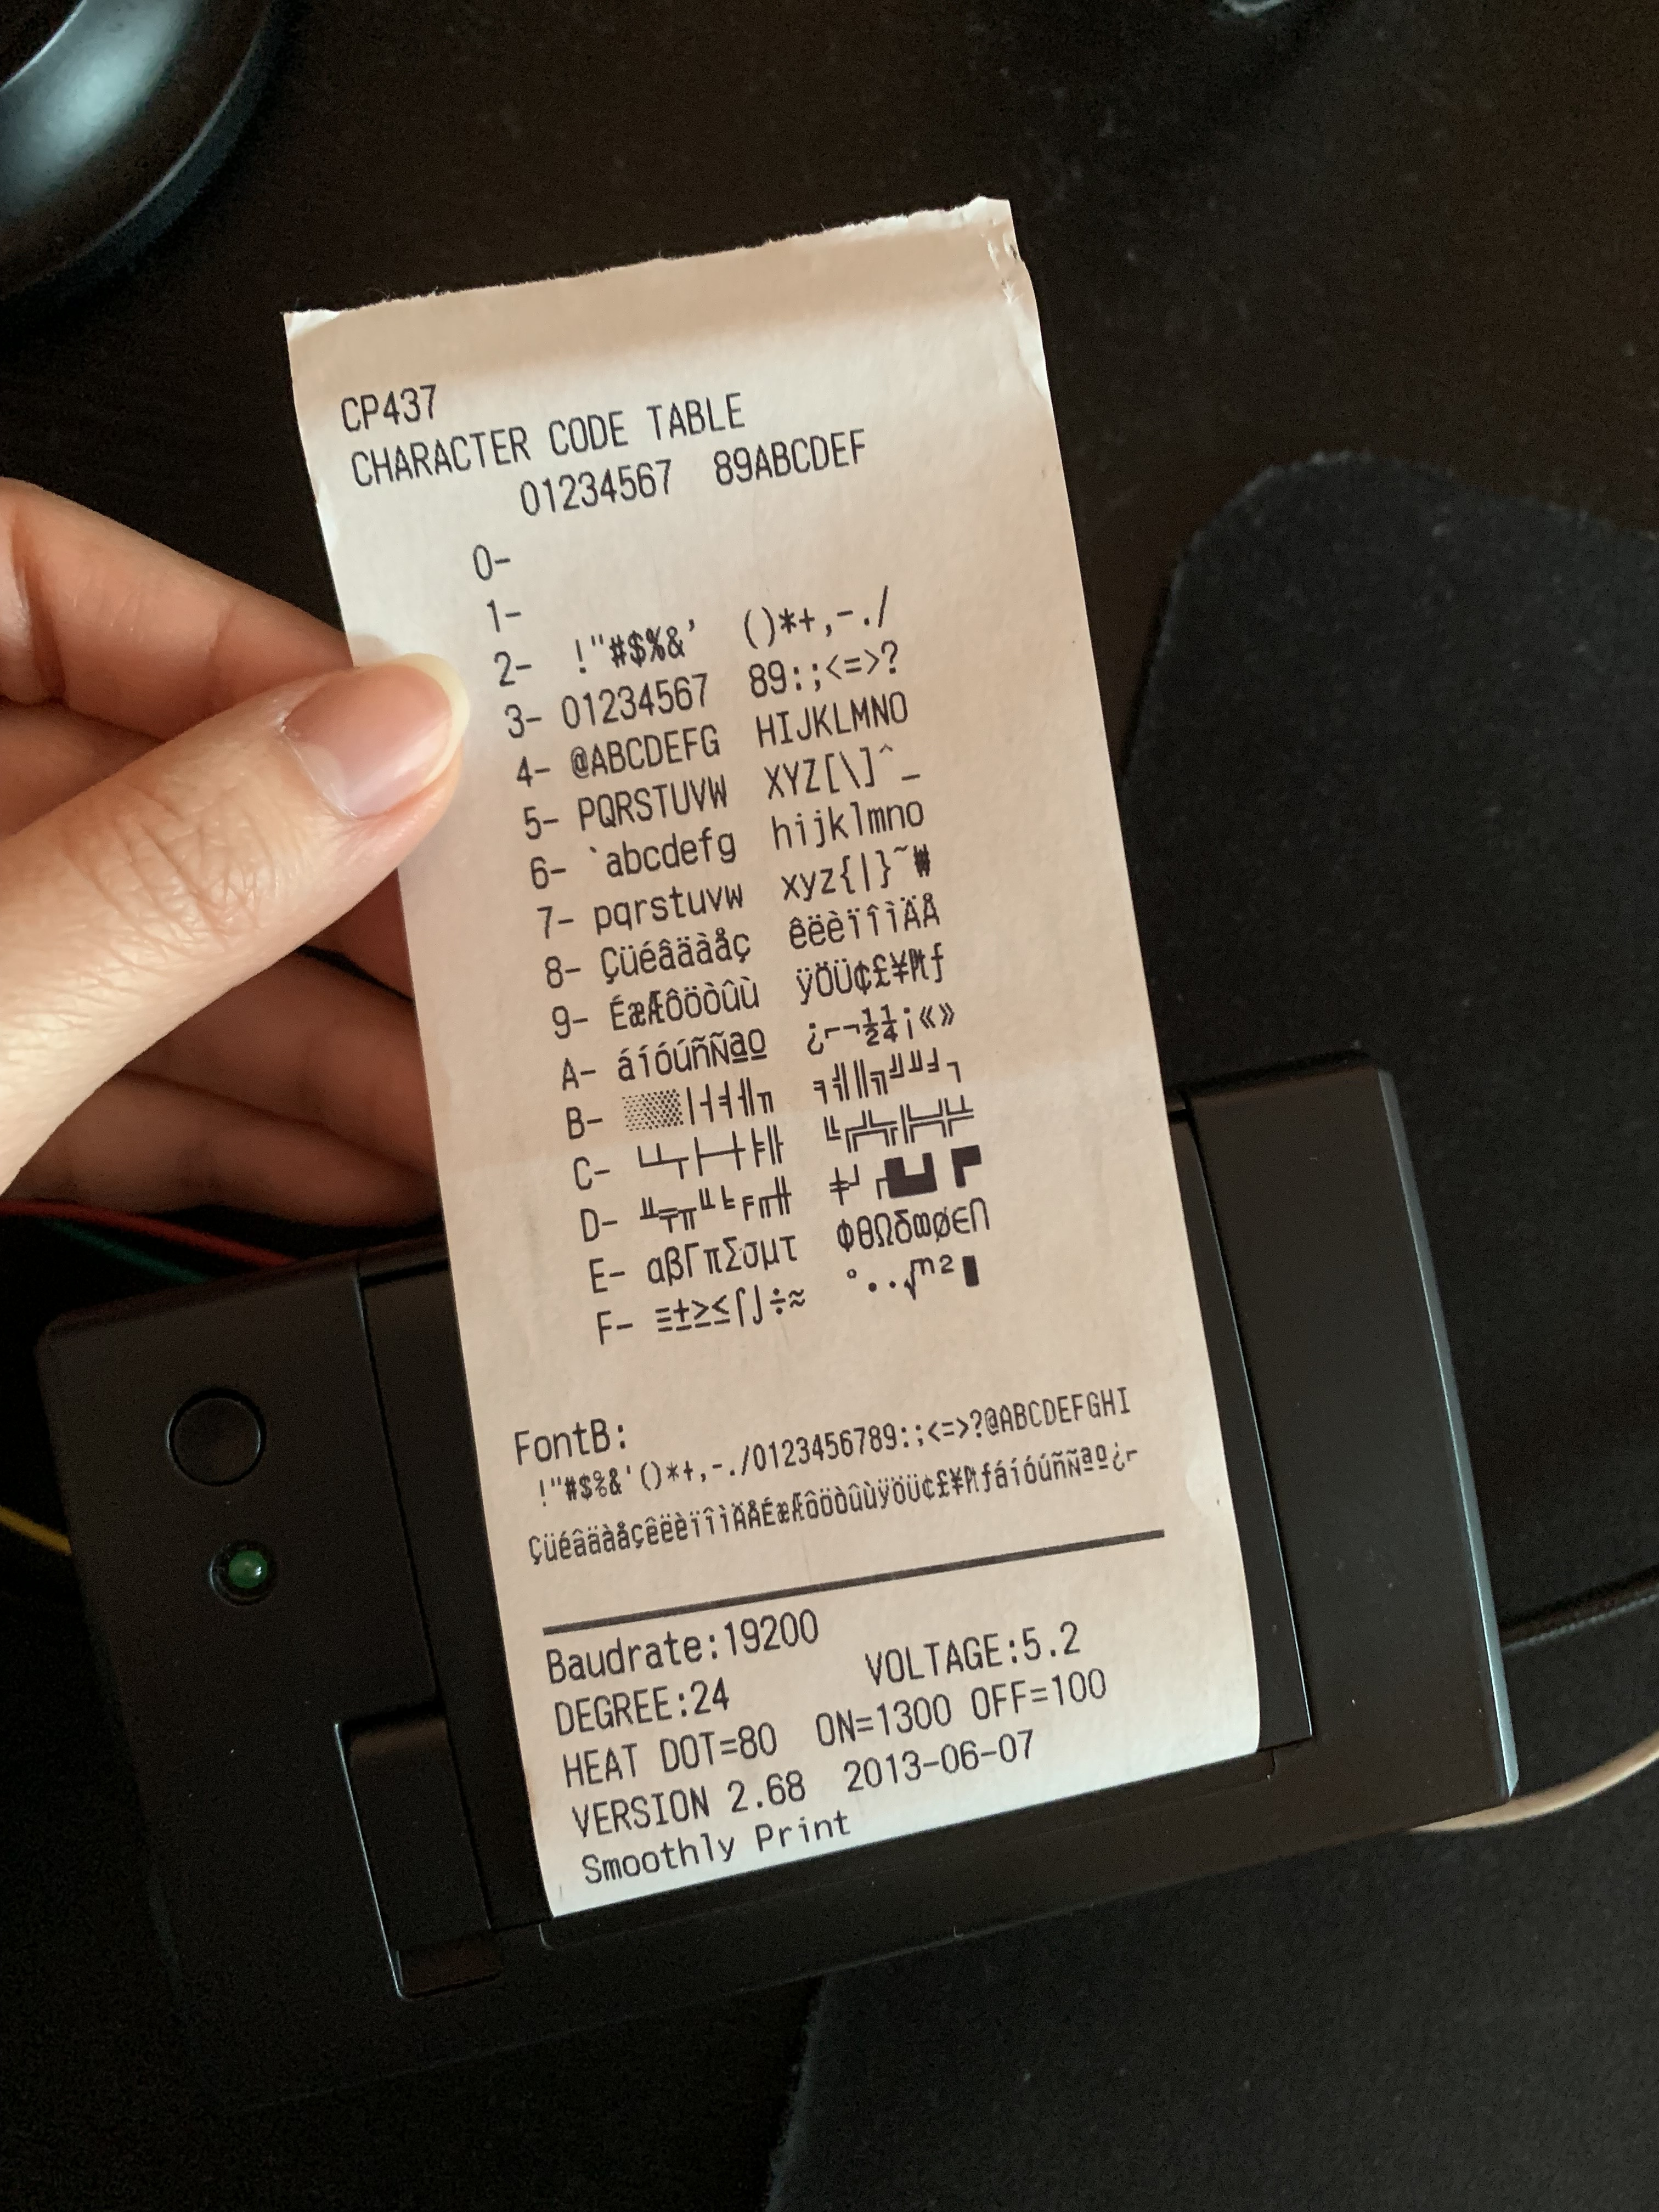 CP437
CHARACTER CODE TABLE
01234567 89ABCDEF
0-
1-
2- !"#$%&' ()*+,-./
3- 01234567 89:;<=>?
4- @ABCDEFG HIJKLMNO
5- PQRSTUVW XYZ[\]^_
6- `abcdefg hijklmno
7- pqrstuvw xyz{|}~₩
8- Çüéâäàåç êëèïîìÄÅ
9- ÉæÆôöòûù ÿÖÜ¢£¥₧ƒ
A- áíóúñÑªº ¿⌐¬½¼¡«»
B- ░▒▓│┤╡╢╖ ╕╣║╗╝╜╛┐
C- └┴┬├─┼╞╟ ╚╔╩╦╠═╬╧
D- ╨╤╥╙╘╒╓╫ ╪┘┌█▄▌▐▀
E- αβΓπΣσµτ ΦθΩδ∞øЄ∩
F- ≡±≥≤⌠⌡÷≈ °∙·√ⁿ²■
FontB:
!"#$%&'()*+,-./0123456789:;<=>?@ABCDEFGHI
ÇüéâäàåçêëèïîìÄÅÉæÆôöòûùÿÖÜ¢£¥₧ƒáíóúñÑªº¿⌐
Baudrate:19200
DEGREE:24 VOLTAGE:5.2
HEAT DOT=80 ON=1300 OFF=100
VERSION 2.68 2013-06-07
Smoothly Print